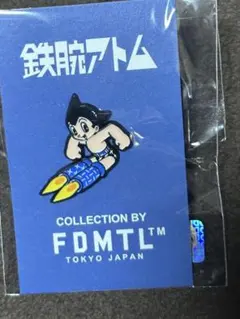 鉄腕アトム
COLLECTION BY
FDMTL™
TOKYO JAPAN